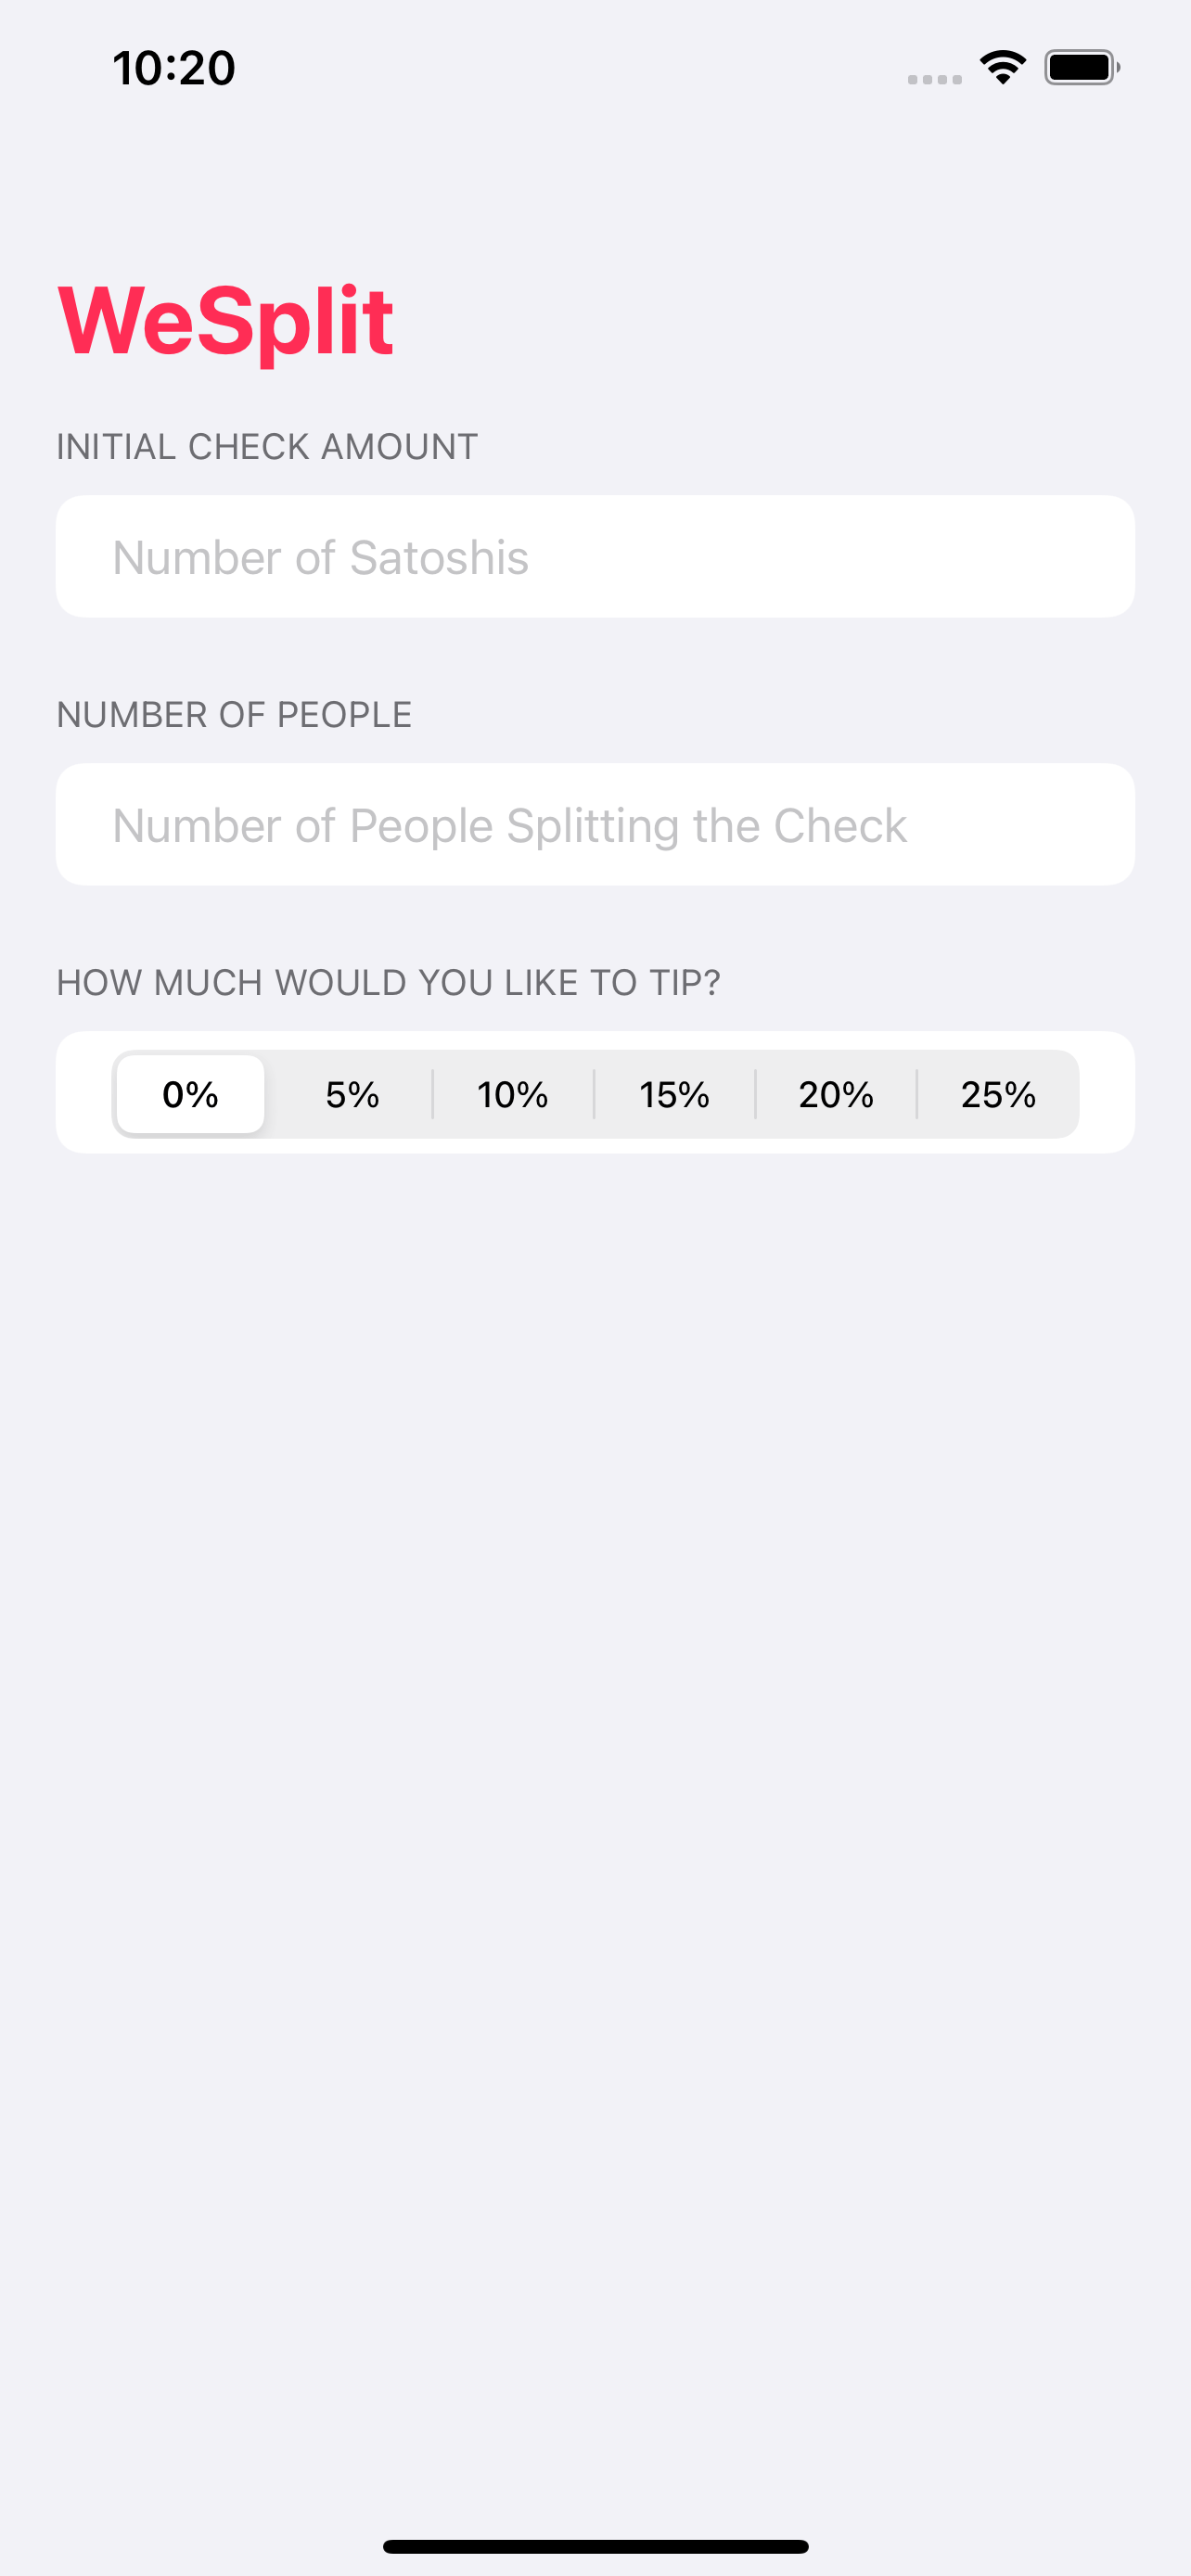 10:20
WeSplit
INITIAL CHECK AMOUNT
Number of Satoshis
NUMBER OF PEOPLE
Number of People Splitting the Check
HOW MUCH WOULD YOU LIKE TO TIP?
0% 5% 10% 15% 20% 25%